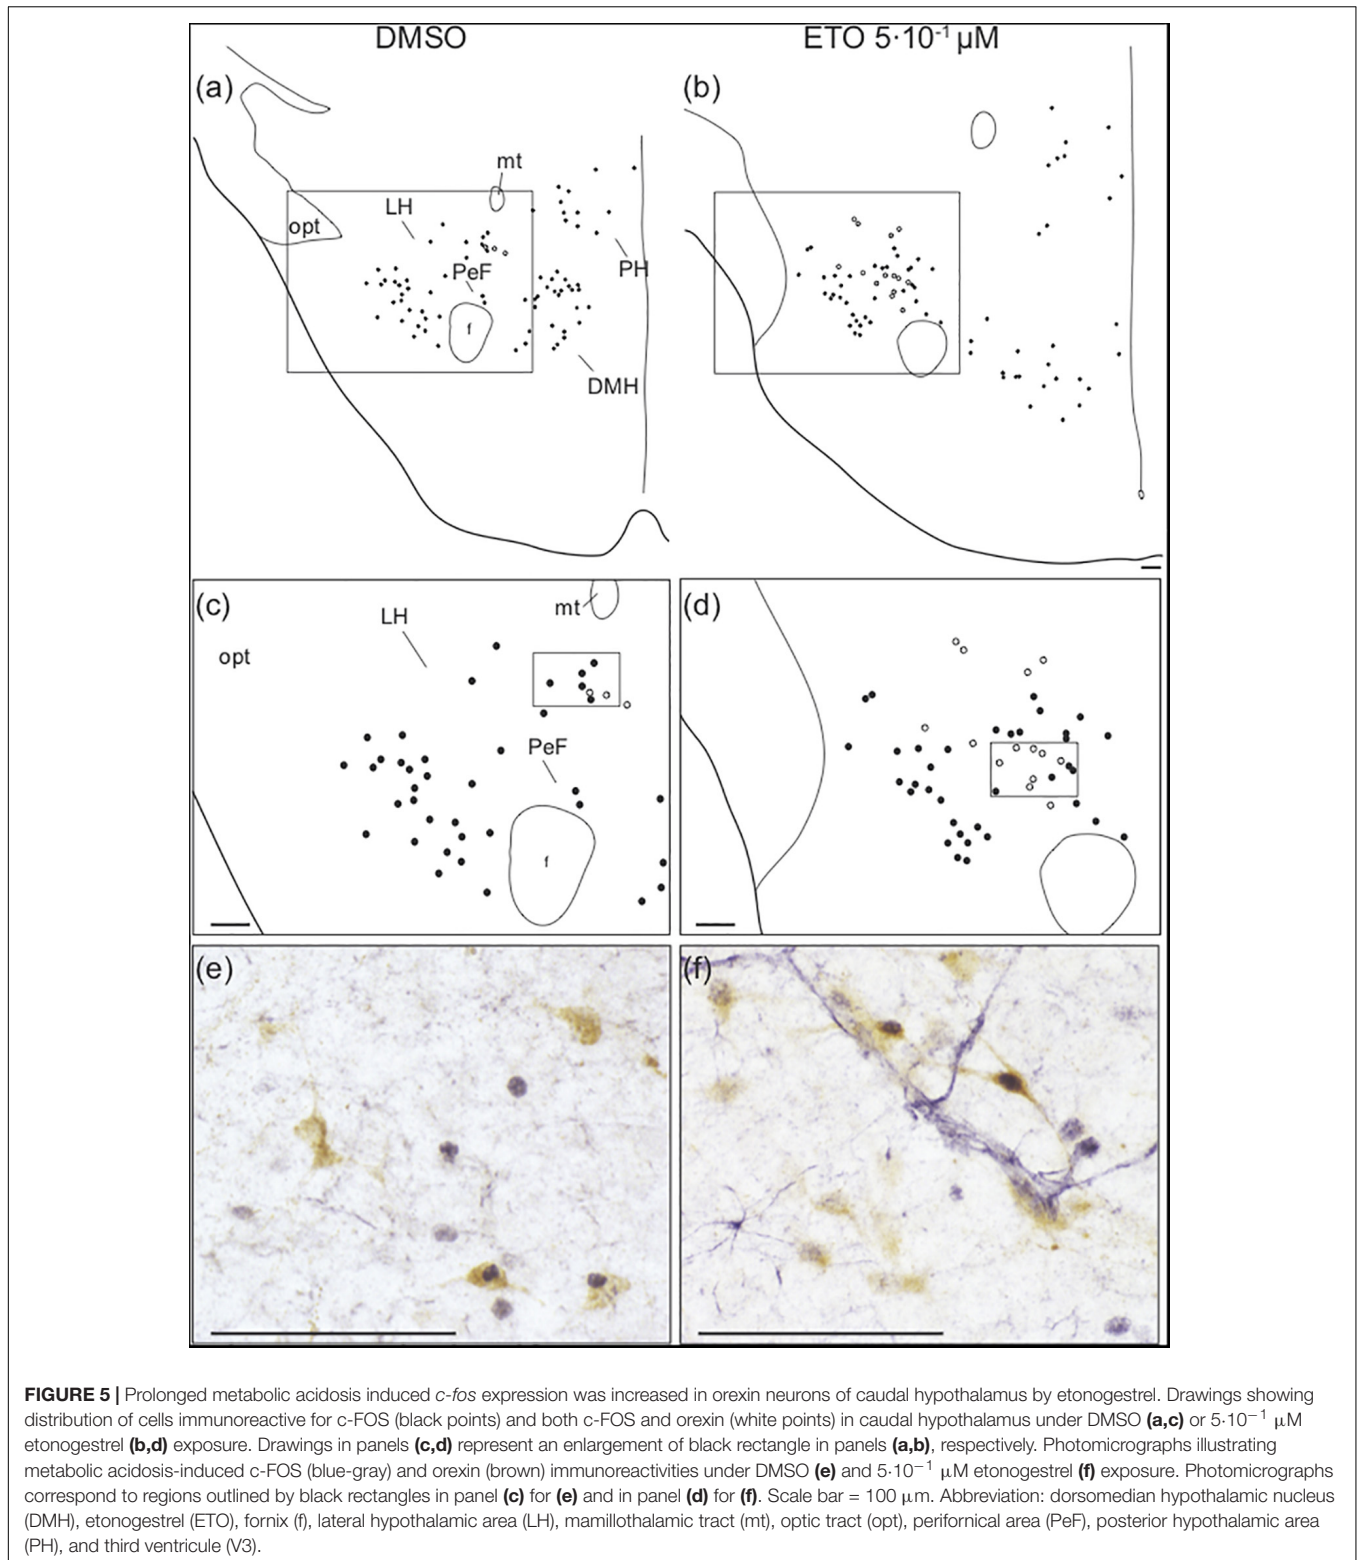 DMSO
ETO 5·10⁻¹ µM
(a)
(b)
mt
LH
opt
PeF
PH
f
DMH
(c)
(d)
mt
LH
opt
PeF
f
(e)
(f)
FIGURE 5 | Prolonged metabolic acidosis induced c-fos expression was increased in orexin neurons of caudal hypothalamus by etonogestrel. Drawings showing
distribution of cells immunoreactive for c-FOS (black points) and both c-FOS and orexin (white points) in caudal hypothalamus under DMSO (a,c) or 5·10⁻¹ μM
etonogestrel (b,d) exposure. Drawings in panels (c,d) represent an enlargement of black rectangle in panels (a,b), respectively. Photomicrographs illustrating
metabolic acidosis-induced c-FOS (blue-gray) and orexin (brown) immunoreactivities under DMSO (e) and 5·10⁻¹ μM etonogestrel (f) exposure. Photomicrographs
correspond to regions outlined by black rectangles in panel (c) for (e) and in panel (d) for (f). Scale bar = 100 μm. Abbreviation: dorsomedian hypothalamic nucleus
(DMH), etonogestrel (ETO), fornix (f), lateral hypothalamic area (LH), mamillothalamic tract (mt), optic tract (opt), perifornical area (PeF), posterior hypothalamic area
(PH), and third ventricule (V3).